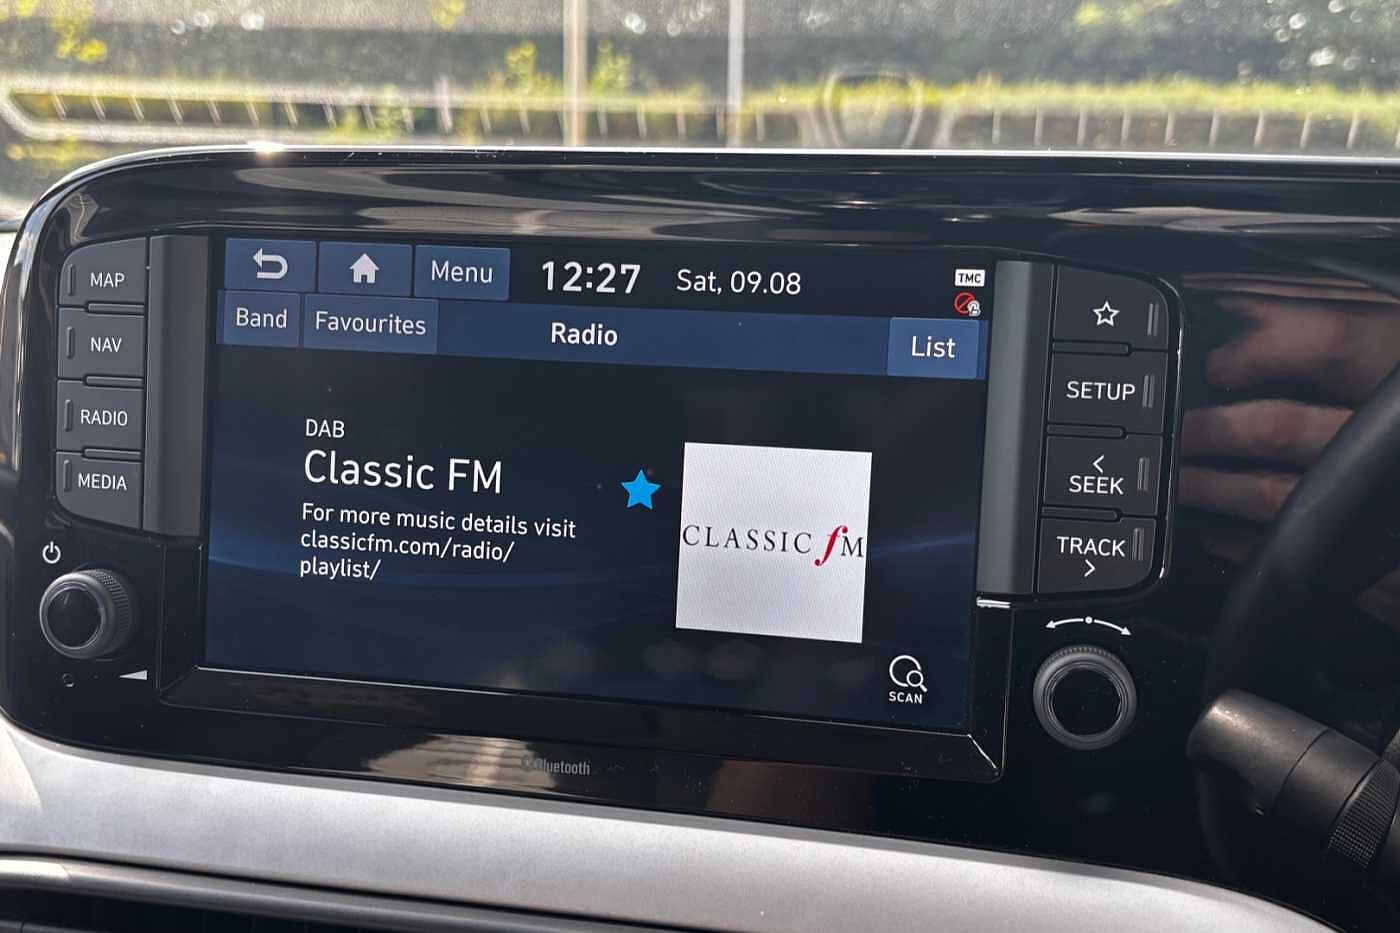 MAP
NAV
RADIO
MEDIA
Menu
12:27
Sat, 09.08
TMC
Band
Favourites
Radio
List
DAB
Classic FM
For more music details visit
classicfm.com/radio/
playlist/
CLASSIC fM
SCAN
SETUP
< SEEK
TRACK >
Bluetooth